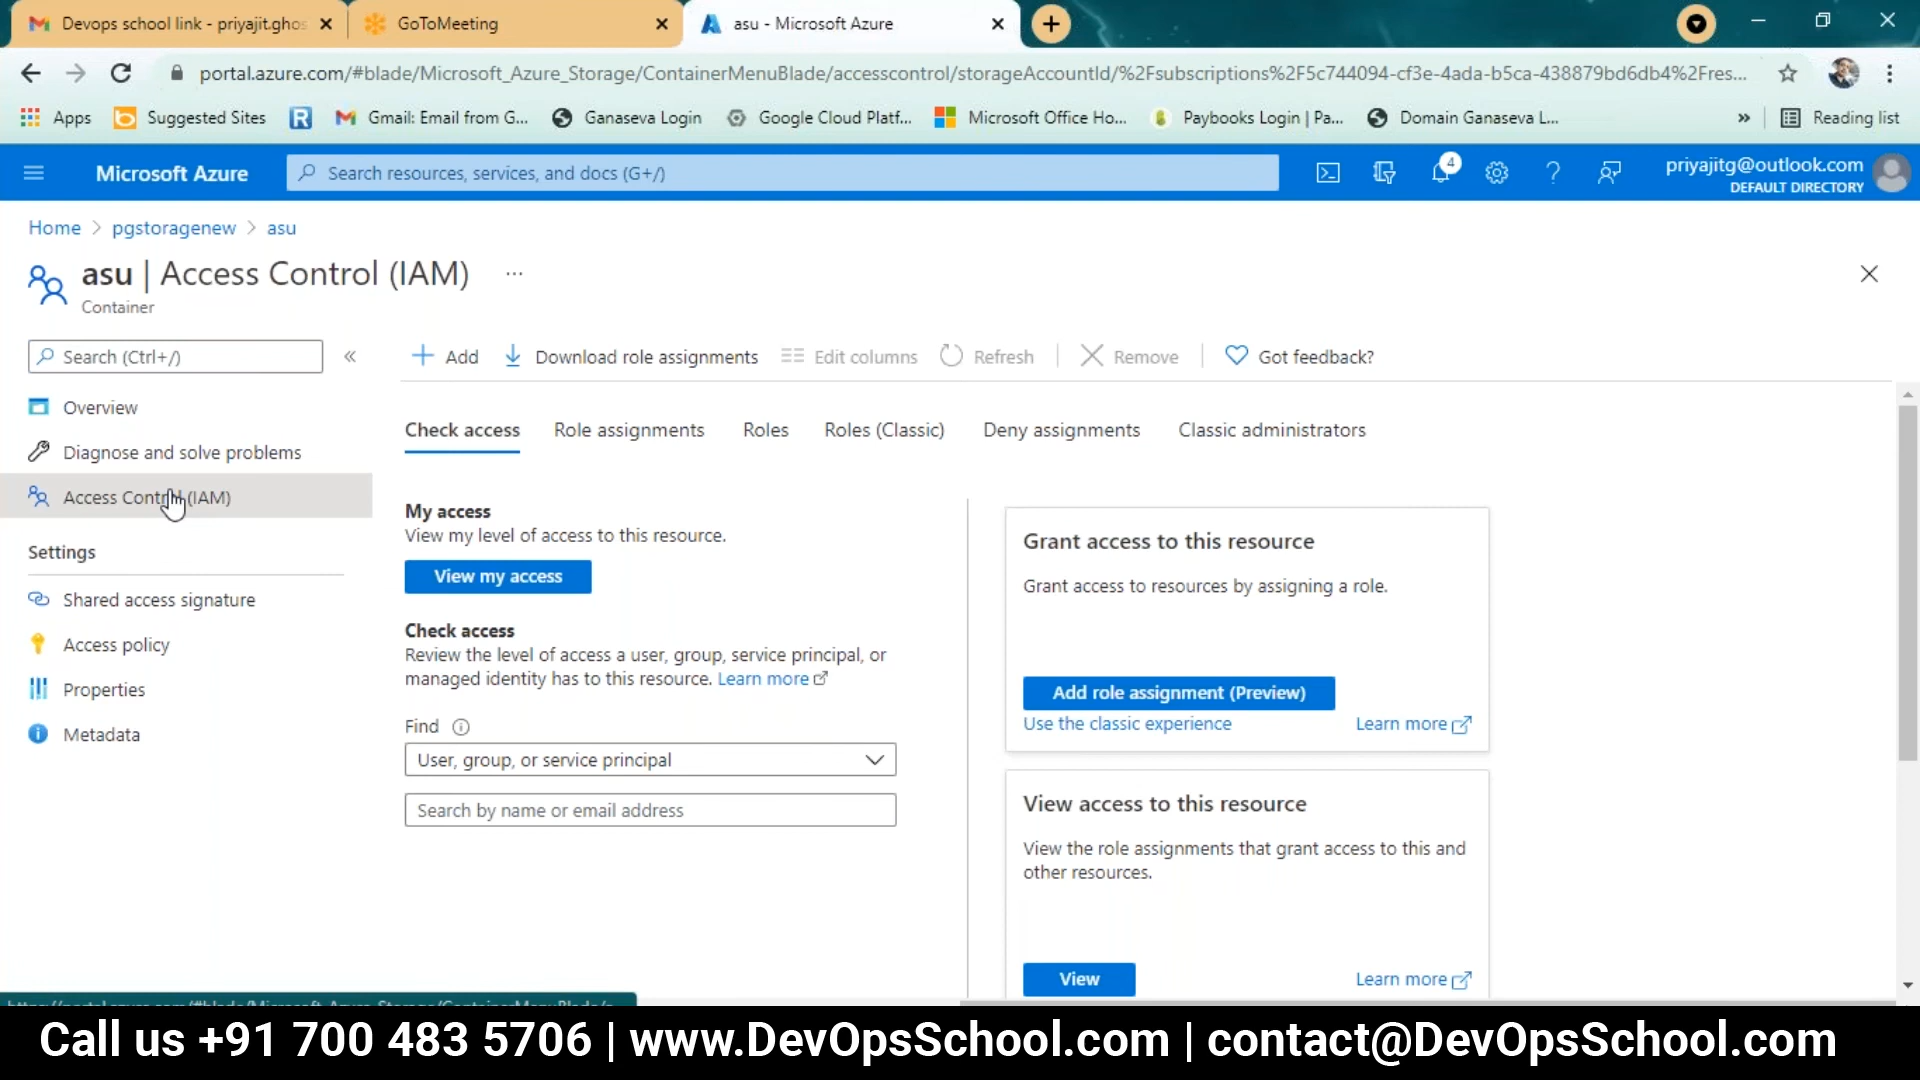 Devops school link - priyajit.ghos
GoToMeeting
asu - Microsoft Azure
portal.azure.com/#blade/Microsoft_Azure_Storage/ContainerMenuBlade/accesscontrol/storageAccountId/%2Fsubscriptions%2F5c744094-cf3e-4ada-b5ca-438879bd6db4%2Fres...
Apps Suggested Sites R Gmail: Email from G... Ganaseva Login Google Cloud Platf... Microsoft Office Ho... Paybooks Login | Pa... Domain Ganaseva L... » Reading list
Microsoft Azure
Search resources, services, and docs (G+/)
4
priyajitg@outlook.com
DEFAULT DIRECTORY
Home > pgstoragenew > asu
asu | Access Control (IAM) ...
Container
Search (Ctrl+/) «
Overview
Diagnose and solve problems
Access Control (IAM)
Settings
Shared access signature
Access policy
Properties
Metadata
+ Add Download role assignments Edit columns Refresh Remove Got feedback?
Check access Role assignments Roles Roles (Classic) Deny assignments Classic administrators
My access
View my level of access to this resource.
View my access
Check access
Review the level of access a user, group, service principal, or
managed identity has to this resource. Learn more
Find
User, group, or service principal
Search by name or email address
Grant access to this resource
Grant access to resources by assigning a role.
Add role assignment (Preview)
Use the classic experience Learn more
View access to this resource
View the role assignments that grant access to this and
other resources.
View Learn more
Call us +91 700 483 5706 | www.DevOpsSchool.com | contact@DevOpsSchool.com